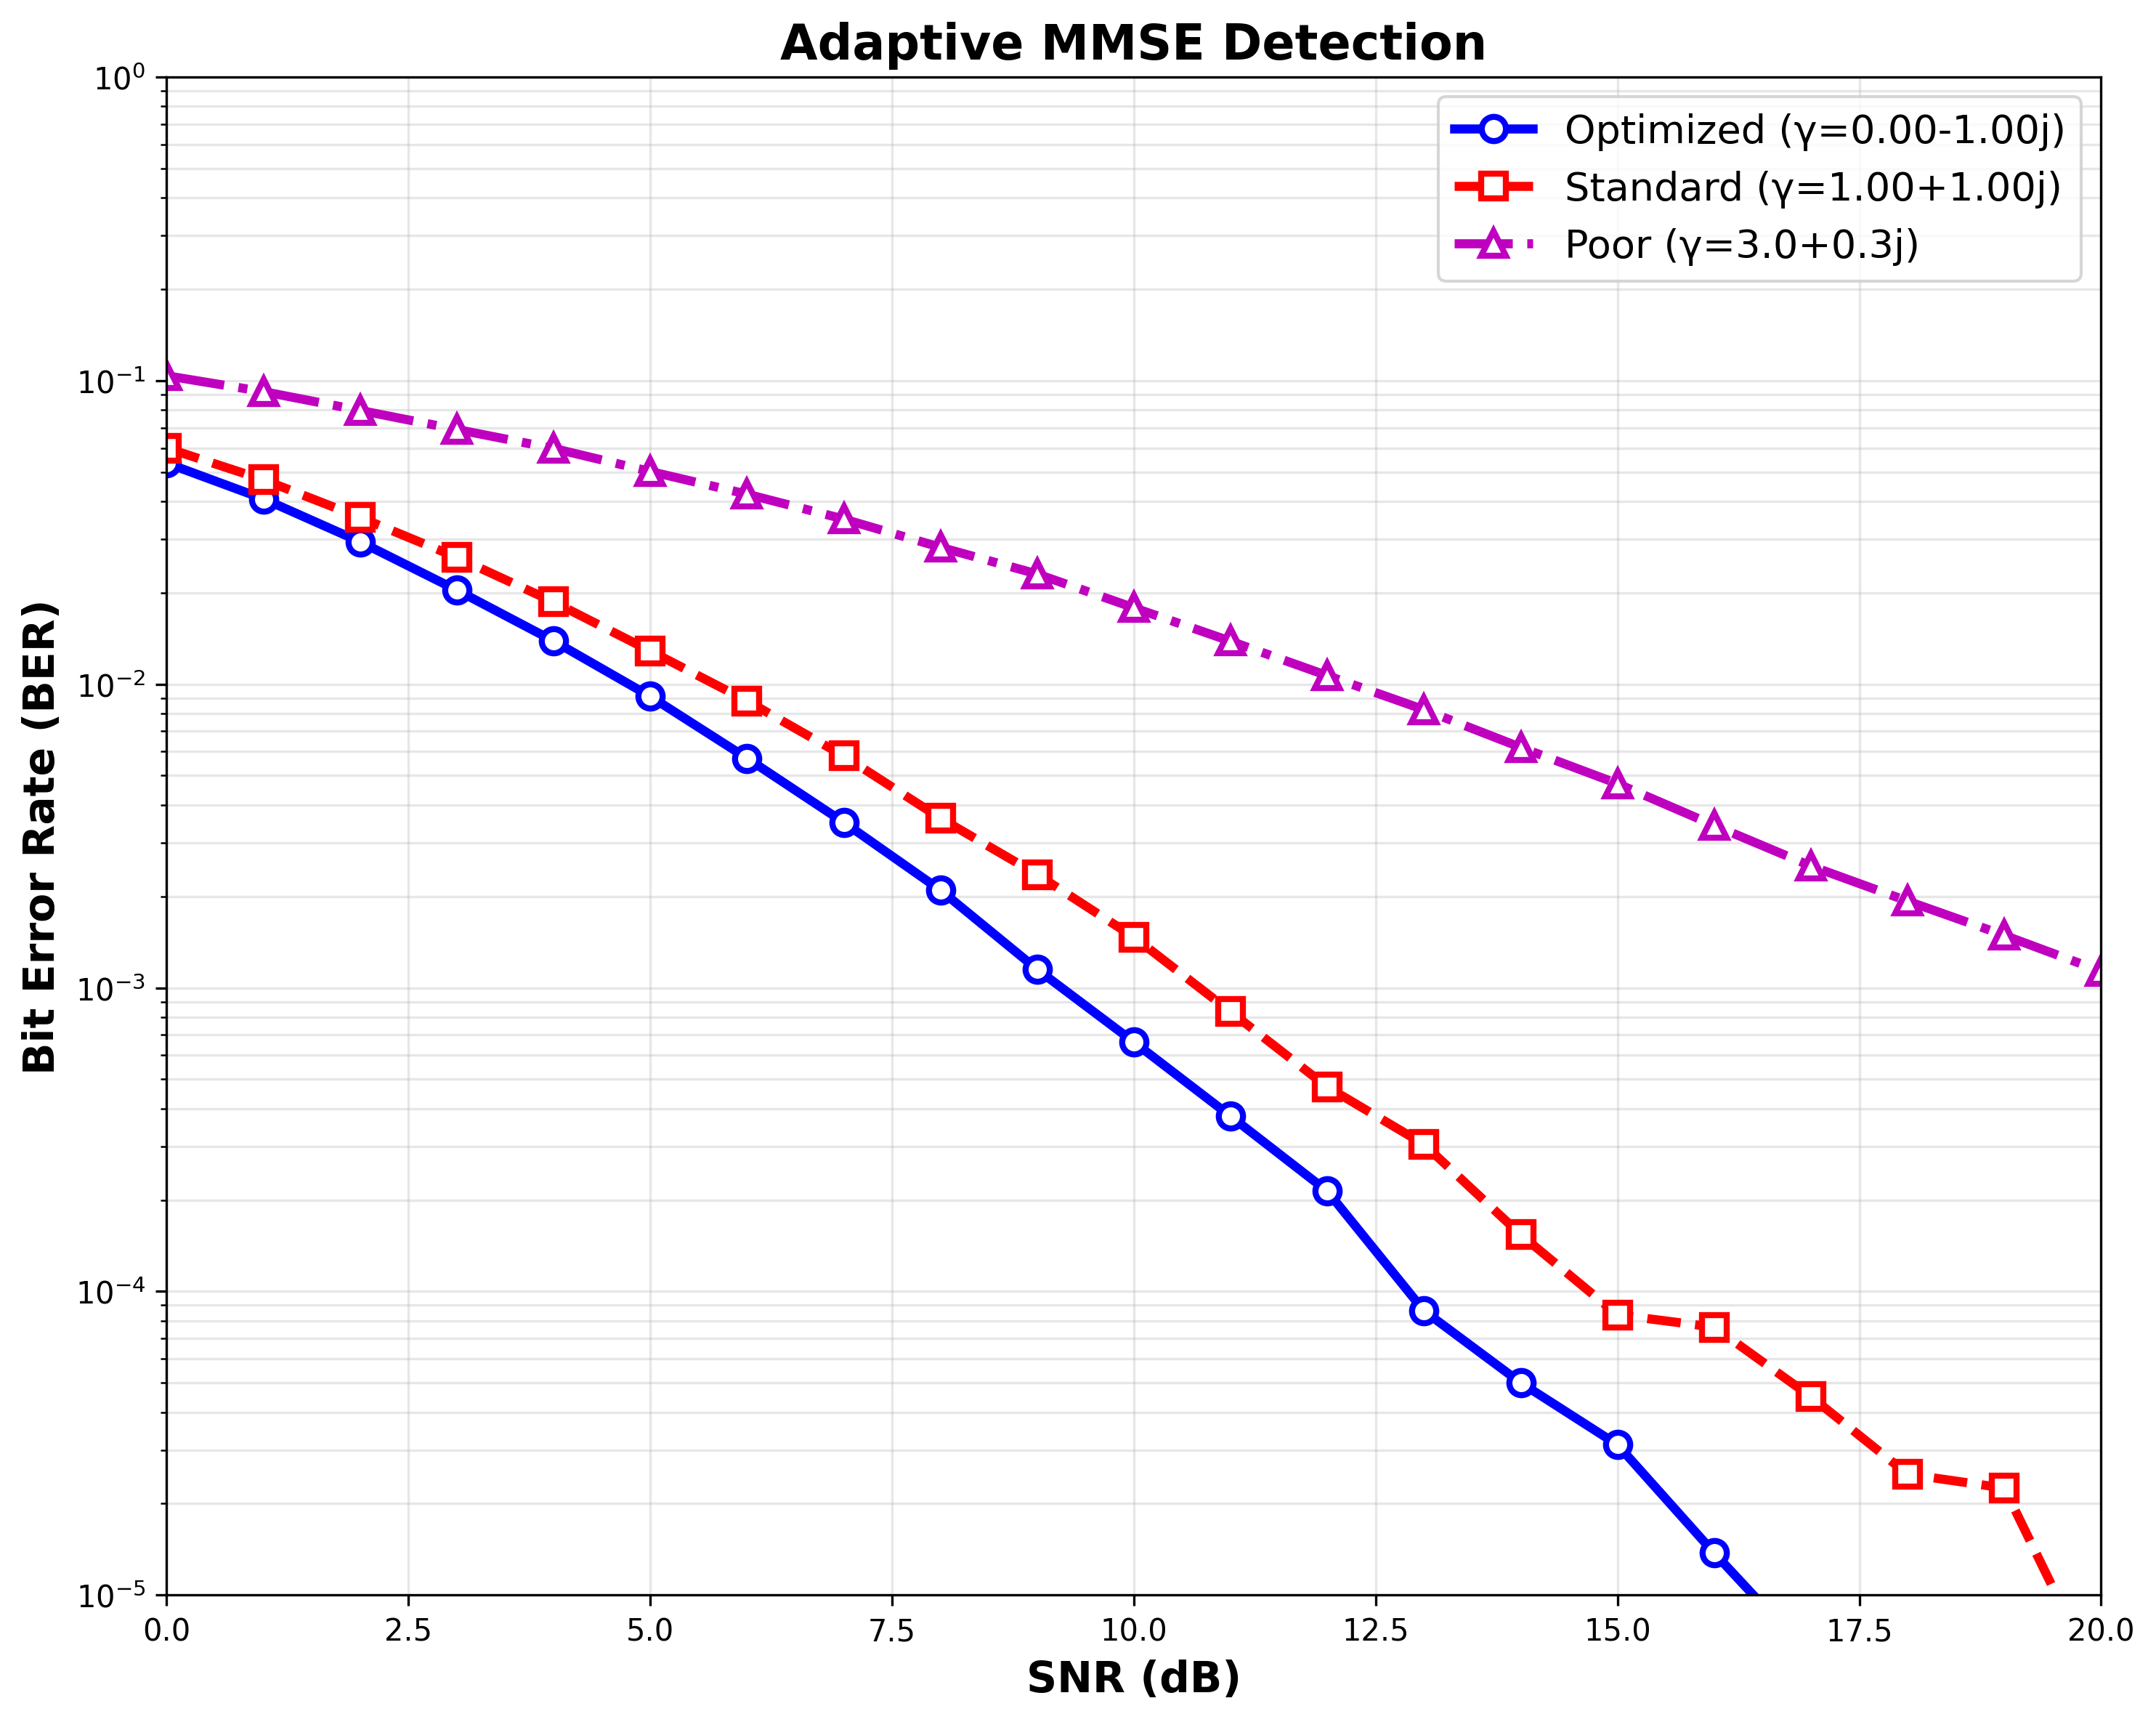 Adaptive MMSE Detection
Optimized (γ=0.00-1.00j)
Standard (γ=1.00+1.00j)
Poor (γ=3.0+0.3j)
Bit Error Rate (BER)
10⁰
10⁻¹
10⁻²
10⁻³
10⁻⁴
10⁻⁵
0.0 2.5 5.0 7.5 10.0 12.5 15.0 17.5 20.0
SNR (dB)